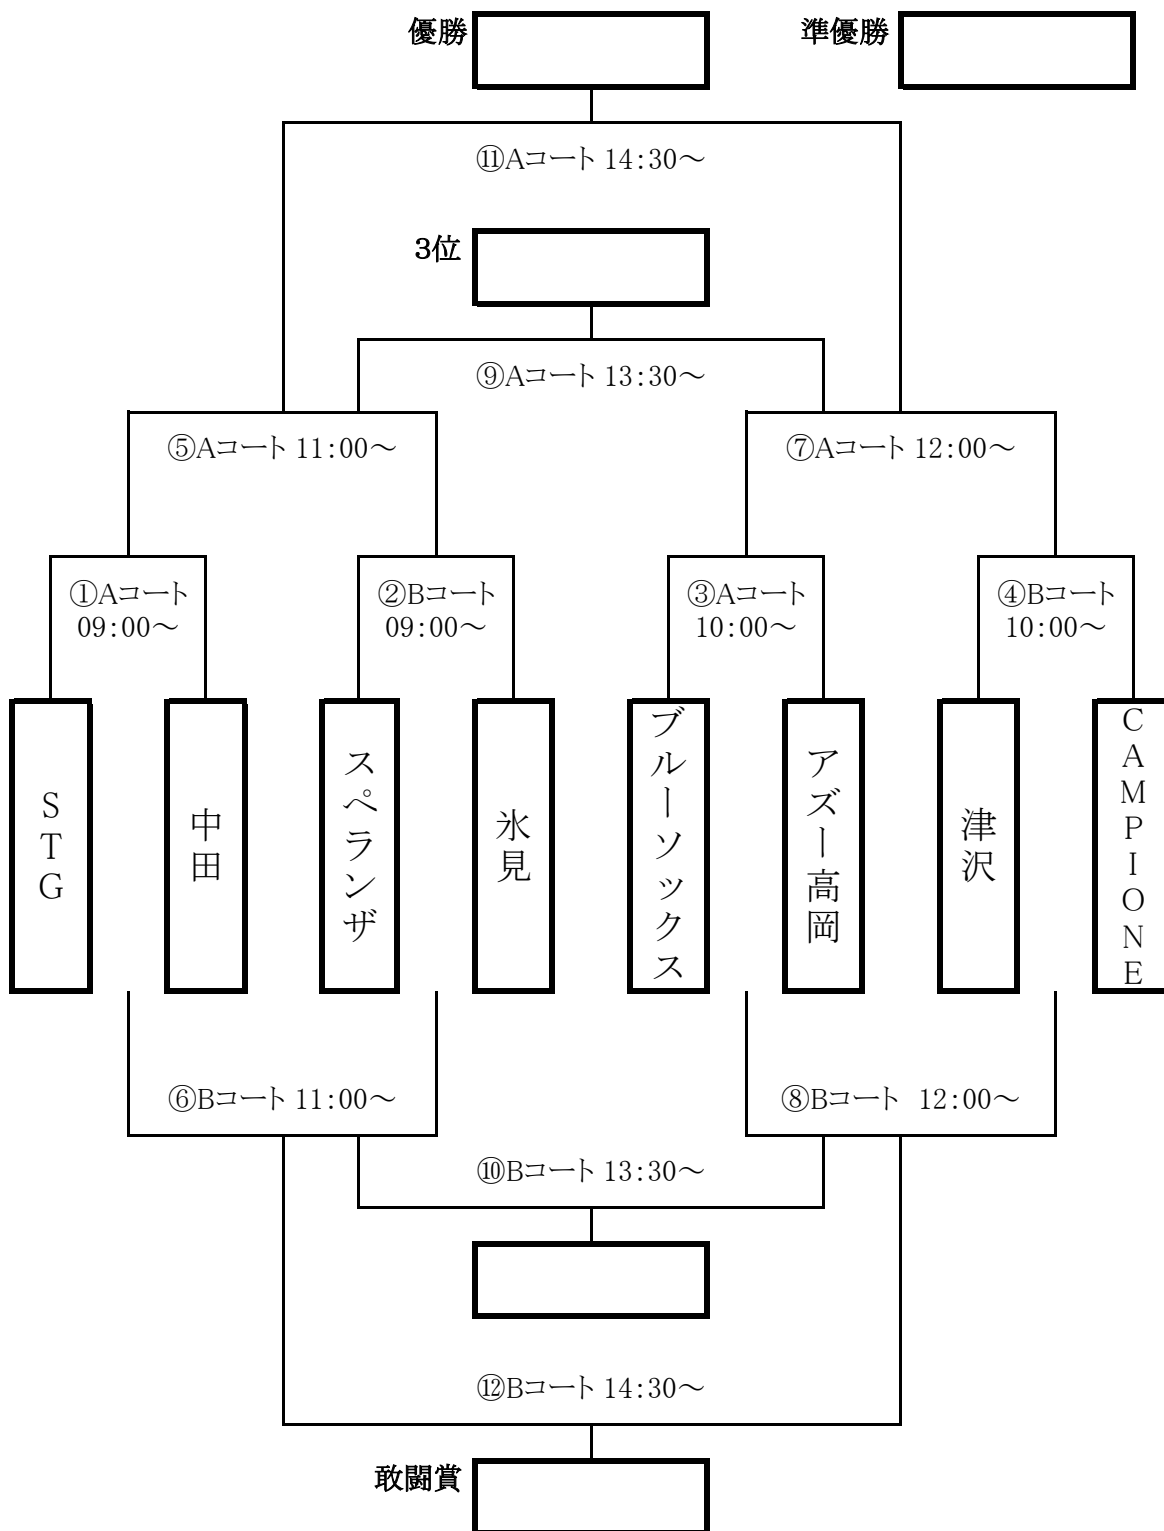 優勝
準優勝
⑪Aコート 14:30～
3位
⑨Aコート 13:30～
⑤Aコート 11:00～
⑦Aコート 12:00～
①Aコート
09:00～
②Bコート
09:00～
③Aコート
10:00～
④Bコート
10:00～
STG
中田
スペランザ
氷見
ブルーソックス
アズー高岡
津沢
CAMPIONE
⑥Bコート 11:00～
⑧Bコート 12:00～
⑩Bコート 13:30～
⑫Bコート 14:30～
敢闘賞